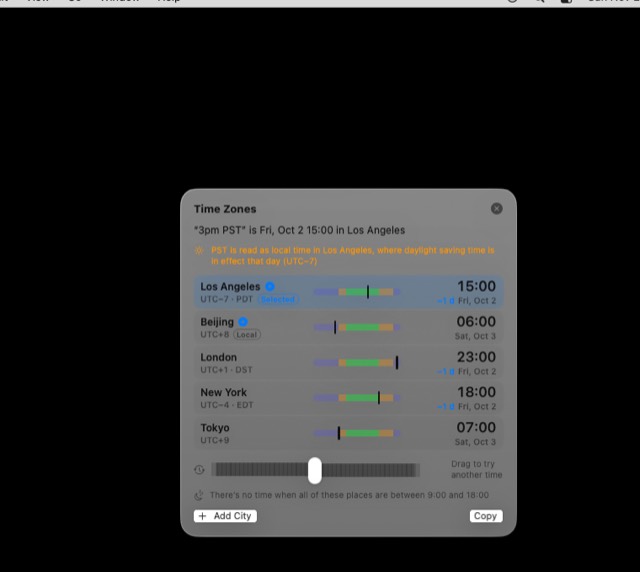 Time Zones
"3pm PST" is Fri, Oct 2 15:00 in Los Angeles
PST is read as local time in Los Angeles, where daylight saving time is
in effect that day (UTC−7)
Los Angeles 15:00
UTC−7 · PDT Selected −1 d Fri, Oct 2
Beijing 06:00
UTC+8 Local Sat, Oct 3
London 23:00
UTC+1 · DST −1 d Fri, Oct 2
New York 18:00
UTC−4 · EDT −1 d Fri, Oct 2
Tokyo 07:00
UTC+9 Sat, Oct 3
Drag to try
another time
There's no time when all of these places are between 9:00 and 18:00
+ Add City Copy